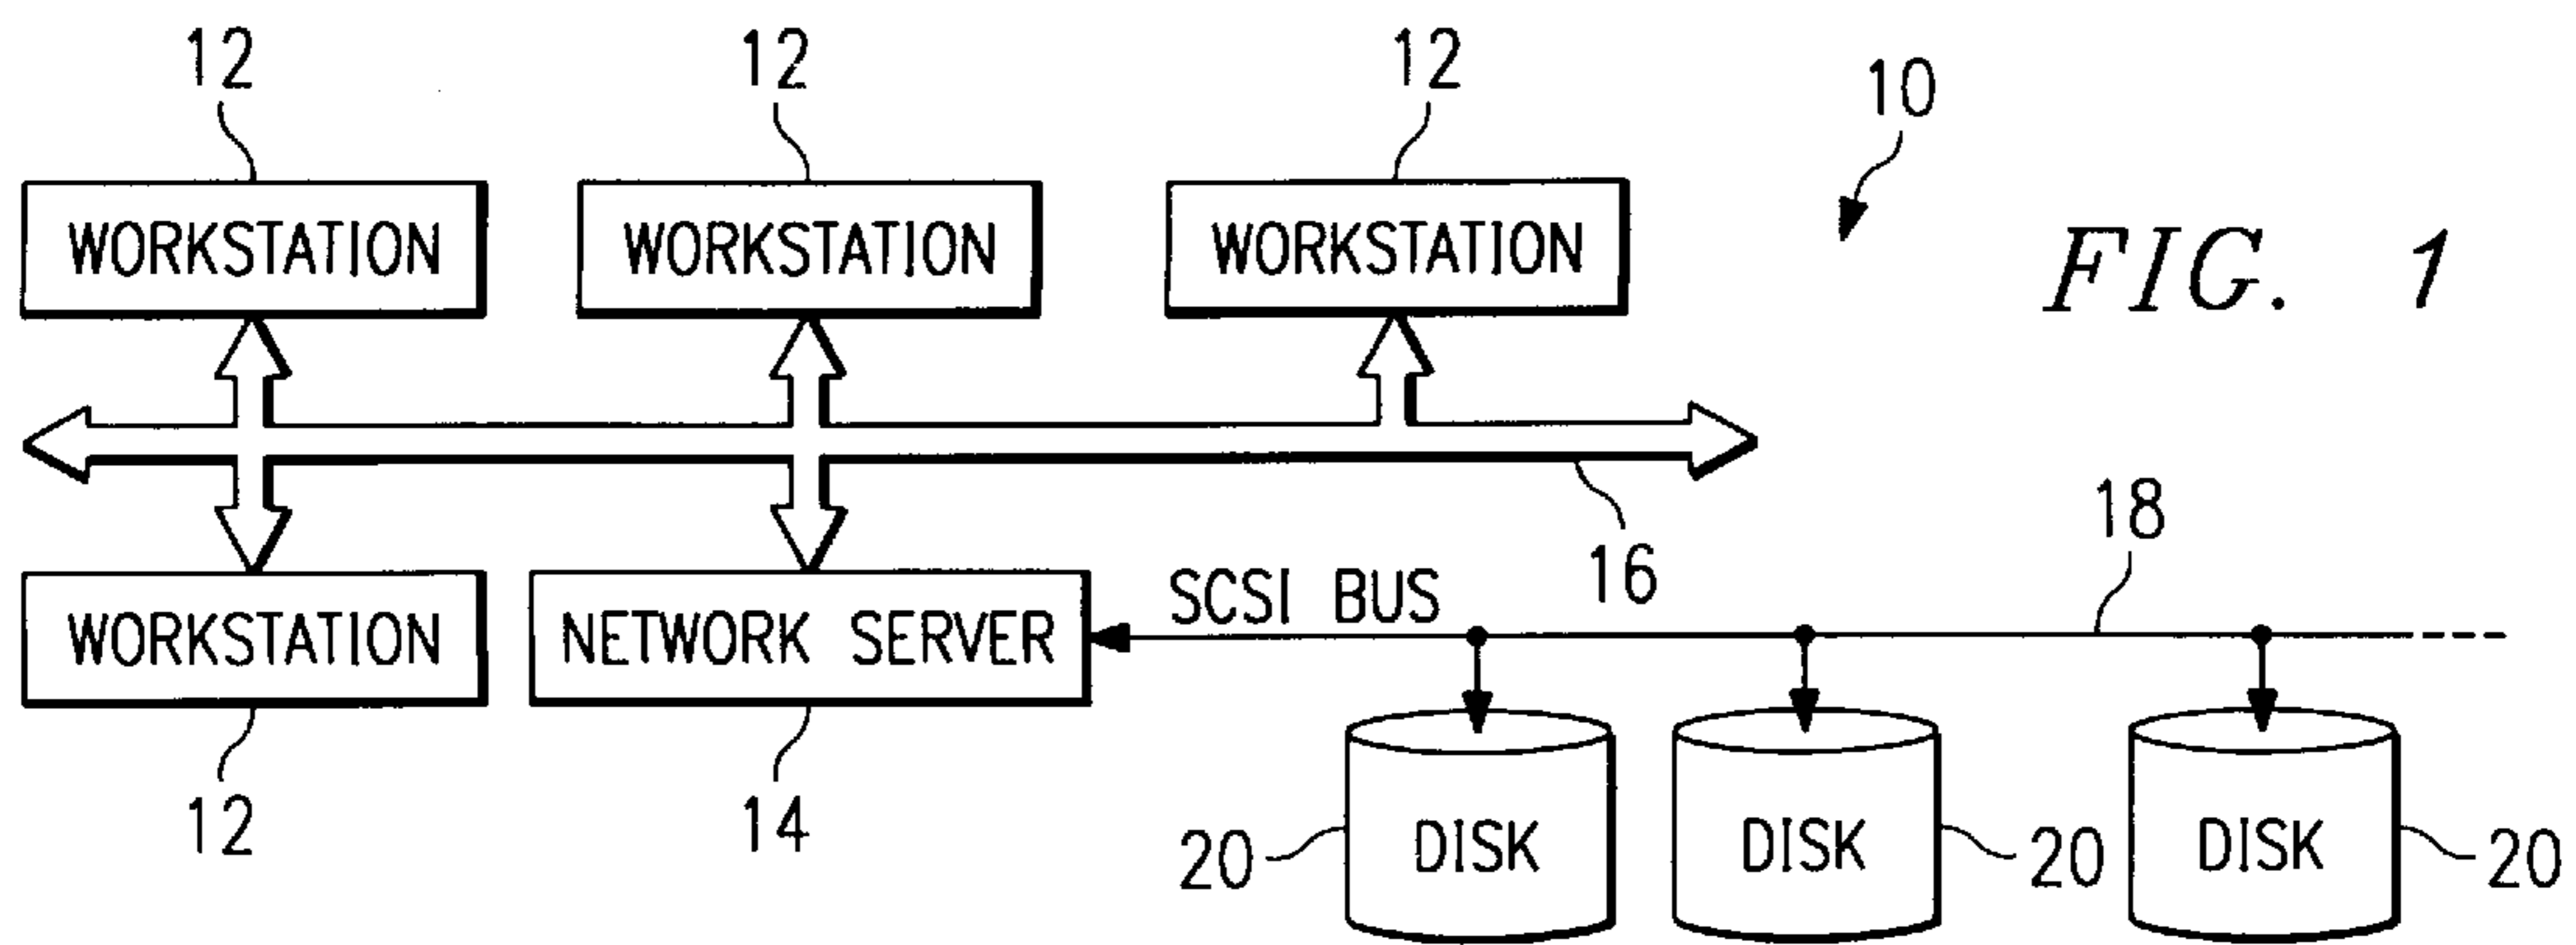 12 12 12 10
WORKSTATION WORKSTATION WORKSTATION
FIG. 1
16 18
SCSI BUS
WORKSTATION NETWORK SERVER
12 14
20 DISK DISK 20 DISK 20